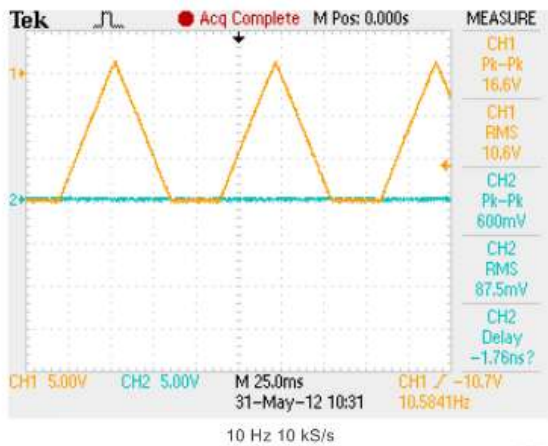 Tek Acq Complete M Pos: 0.000s MEASURE
CH1
Pk-Pk
16.6V
CH1
RMS
10.6V
CH2
Pk-Pk
600mV
CH2
RMS
87.5mV
CH2
Delay
-1.76ns?
1
2
CH1 5.00V CH2 5.00V M 25.0ms CH1 / -10.7V
31-May-12 10:31 10.5841Hz
10 Hz 10 kS/s